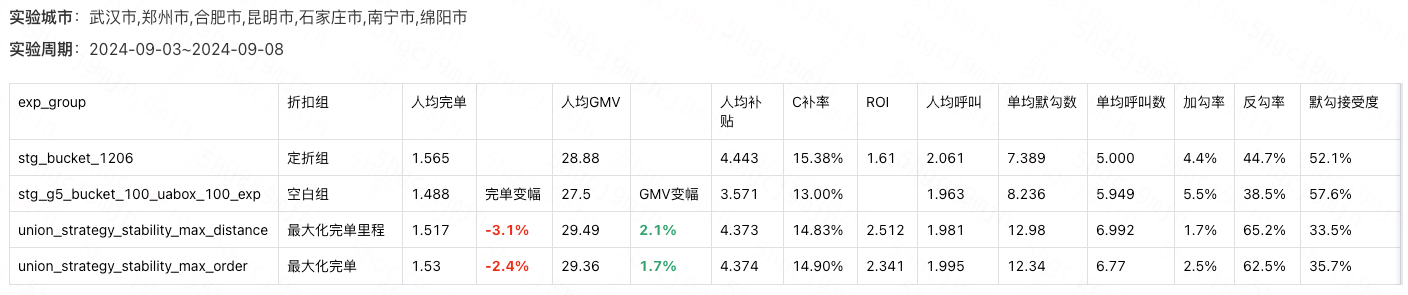 实验城市：武汉市,郑州市,合肥市,昆明市,石家庄市,南宁市,绵阳市
实验周期：2024-09-03~2024-09-08
exp_group 折扣组 人均完单 人均GMV 人均补贴 C补率 ROI 人均呼叫 单均默勾数 单均呼叫数 加勾率 反勾率 默勾接受度
stg_bucket_1206 定折组 1.565 28.88 4.443 15.38% 1.61 2.061 7.389 5.000 4.4% 44.7% 52.1%
stg_g5_bucket_100_uabox_100_exp 空白组 1.488 完单变幅 27.5 GMV变幅 3.571 13.00% 1.963 8.236 5.949 5.5% 38.5% 57.6%
union_strategy_stability_max_distance 最大化完单里程 1.517 -3.1% 29.49 2.1% 4.373 14.83% 2.512 1.981 12.98 6.992 1.7% 65.2% 33.5%
union_strategy_stability_max_order 最大化完单 1.53 -2.4% 29.36 1.7% 4.374 14.90% 2.341 1.995 12.34 6.77 2.5% 62.5% 35.7%